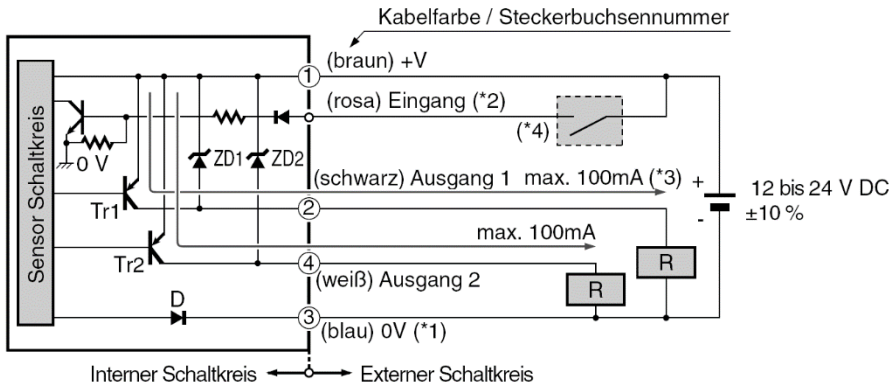 Kabelfarbe / Steckerbuchsennummer
1 (braun) +V
(rosa) Eingang (*2)
(*4)
Sensor Schaltkreis
0 V
ZD1 ZD2
(schwarz) Ausgang 1 max. 100mA (*3)
+ 12 bis 24 V DC
- ±10 %
Tr1
2
max. 100mA
Tr2
4
(weiß) Ausgang 2
R
R
D
3
(blau) 0V (*1)
Interner Schaltkreis Externer Schaltkreis